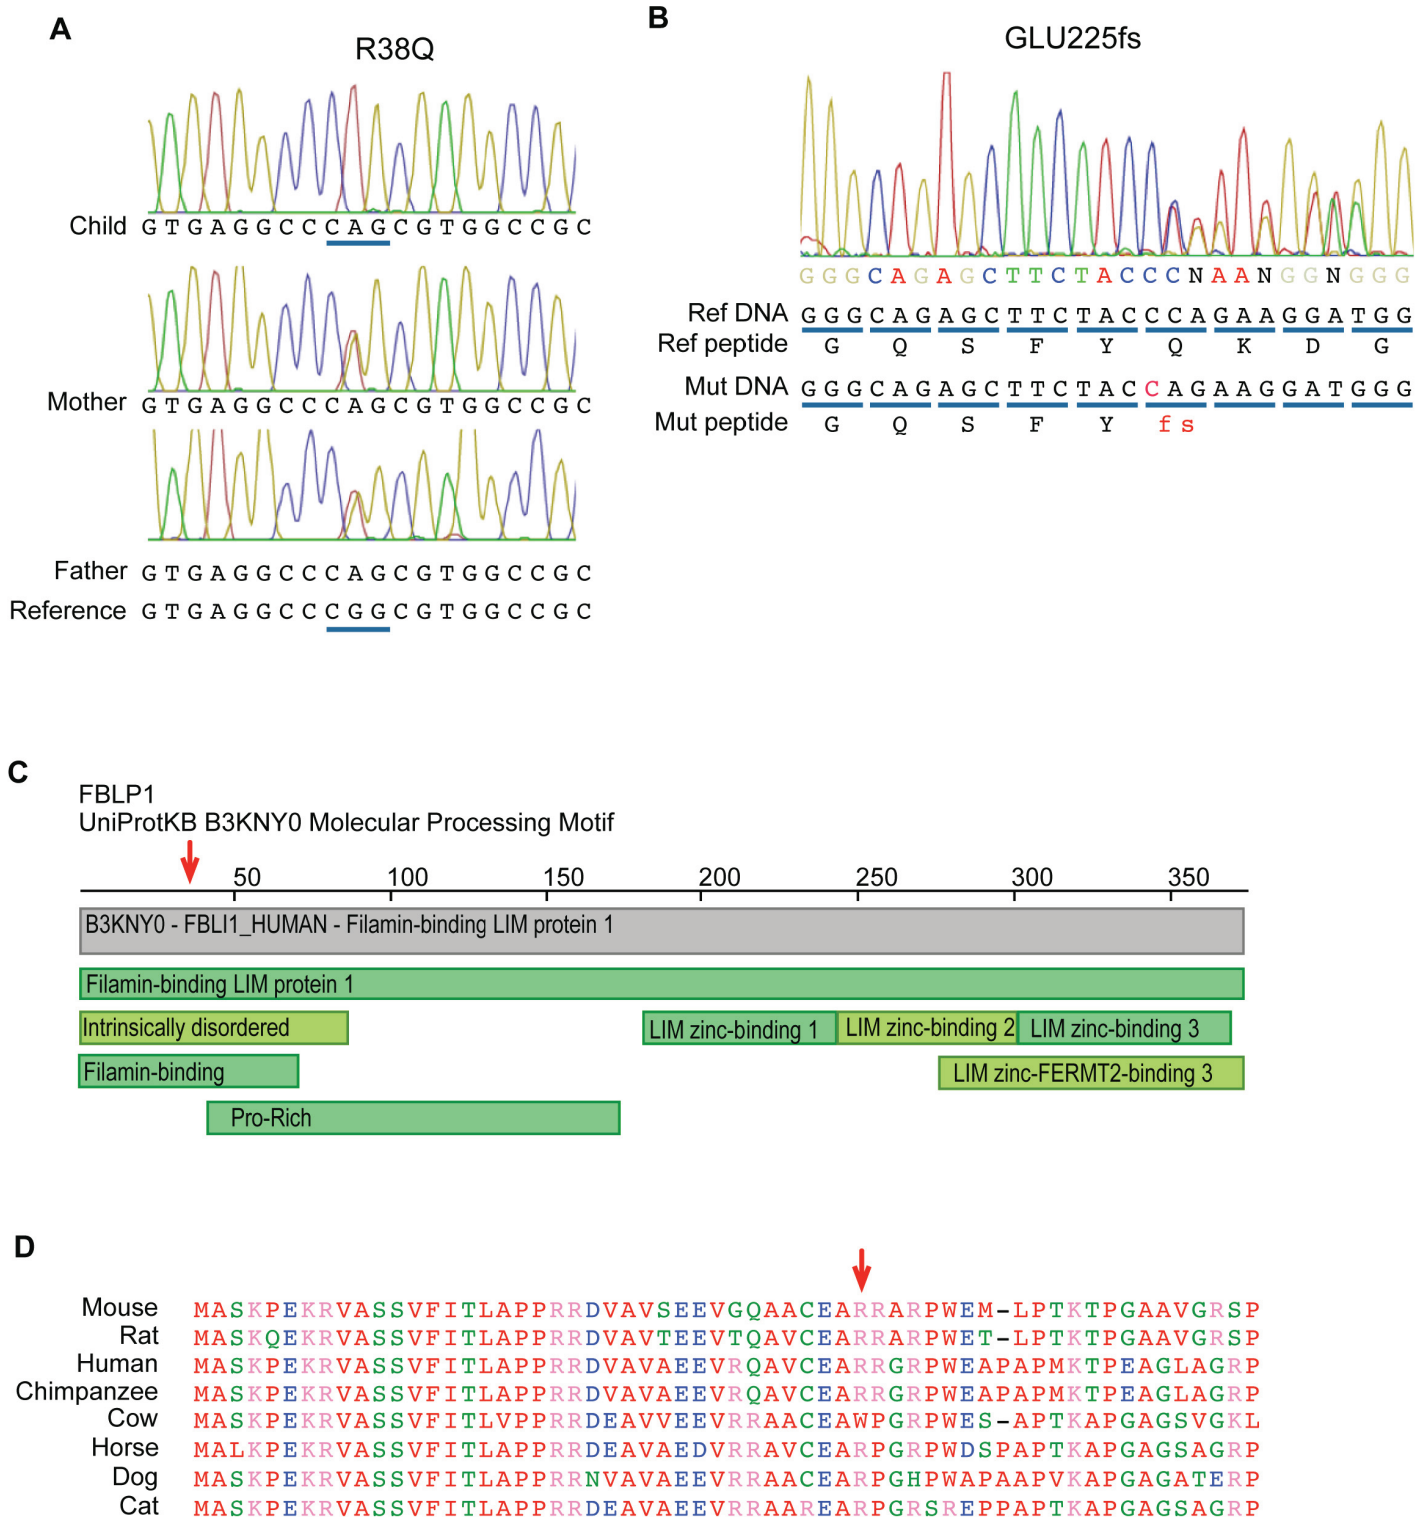 A
R38Q
Child GTGAGGCCCAGCGTGGCCGC
Mother GTGAGGCCCAGCGTGGCCGC
Father GTGAGGCCCAGCGTGGCCGC
Reference GTGAGGCCCGGCGTGGCCGC
B
GLU225fs
GGGCAGAGCTTCTACCCNAANGGNGGG
Ref DNA GGGCAGAGCTTCTACCCAGAAGGATGG
Ref peptide G Q S F Y Q K D G
Mut DNA GGGCAGAGCTTCTACCAGAAGGATGGG
Mut peptide G Q S F Y fs
C
FBLP1
UniProtKB B3KNY0 Molecular Processing Motif
50 100 150 200 250 300 350
B3KNY0 - FBLI1_HUMAN - Filamin-binding LIM protein 1
Filamin-binding LIM protein 1
Intrinsically disordered LIM zinc-binding 1 LIM zinc-binding 2 LIM zinc-binding 3
Filamin-binding LIM zinc-FERMT2-binding 3
Pro-Rich
D
Mouse MASKPEKRVASSVFITLAPPRRDVAVSEEVGQAACEARRARPWEM-LPTKTPGAAVGRSP
Rat MASKQEKRVASSVFITLAPPRRDVAVTEEVTQAVCEARRARPWET-LPTKTPGAAVGRSP
Human MASKPEKRVASSVFITLAPPRRDVAVAEEVRQAVCEARRGRPWEAPAPMKTPEAGLAGRP
Chimpanzee MASKPEKRVASSVFITLAPPRRDVAVAEEVRQAVCEARRGRPWEAPAPMKTPEAGLAGRP
Cow MASKPEKRVASSVFITLVPPRRDEAVVEEVRRAACEAWPGRPWES-APTKAPGAGSVGKL
Horse MALKPEKRVASSVFITLAPPRRDEAVAEDVRRAVCEARPGRPWDSPAPTKAPGAGSAGRP
Dog MASKPEKRVASSVFITLAPPRRNVAVAEEVRRAACEARPGHPWAPAAPVKAPGAGATERP
Cat MASKPEKRVASSVFITLAPPRRDEAVAEEVRRAAREARPGRSREPPAPTKAPGAGSAGRP